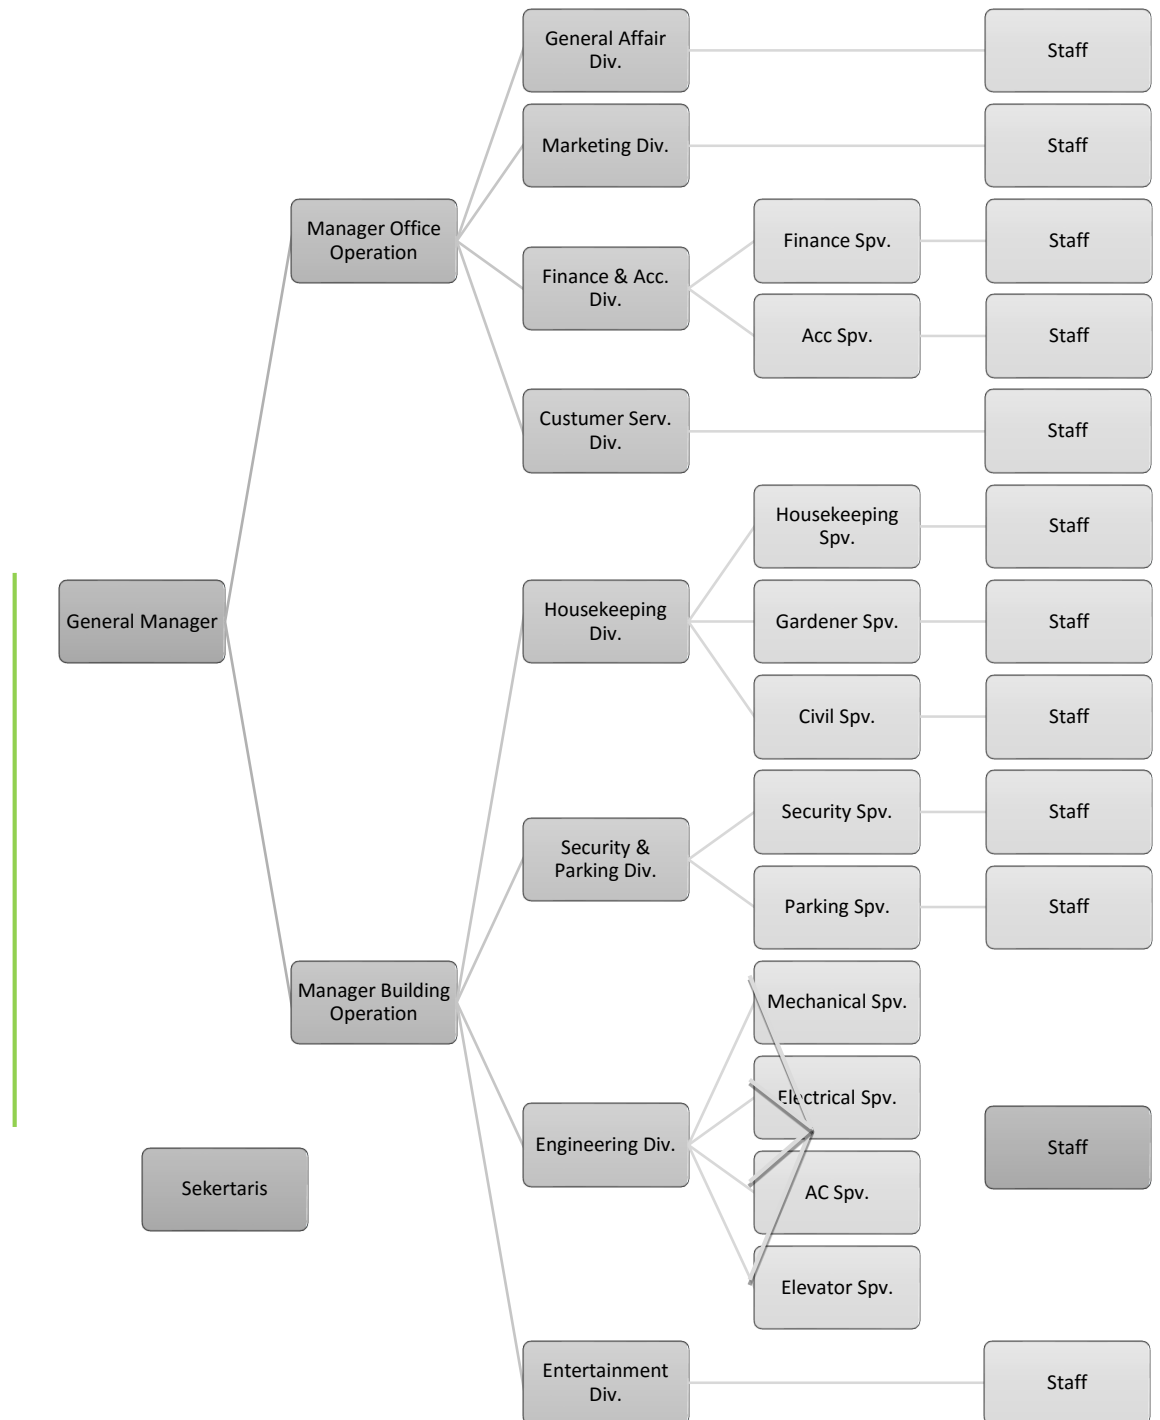 General Affair
Div.
Staff
Marketing Div.
Staff
Manager Office
Operation
Finance & Acc.
Div.
Finance Spv.
Staff
Acc Spv.
Staff
Custumer Serv.
Div.
Staff
General Manager
Housekeeping
Div.
Housekeeping
Spv.
Staff
Gardener Spv.
Staff
Civil Spv.
Staff
Security &
Parking Div.
Security Spv.
Staff
Parking Spv.
Staff
Manager Building
Operation
Engineering Div.
Mechanical Spv.
Electrical Spv.
AC Spv.
Elevator Spv.
Staff
Sekertaris
Entertainment
Div.
Staff